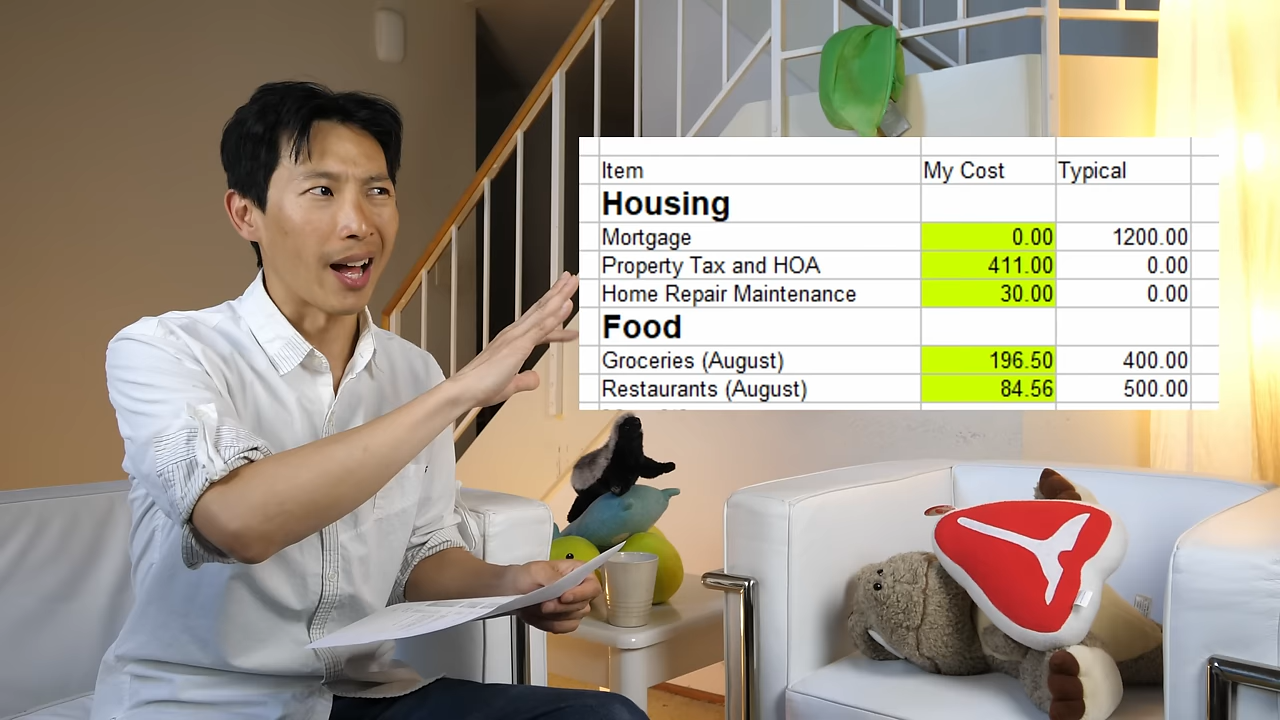 Item My Cost Typical
Housing
Mortgage 0.00 1200.00
Property Tax and HOA 411.00 0.00
Home Repair Maintenance 30.00 0.00
Food
Groceries (August) 196.50 400.00
Restaurants (August) 84.56 500.00